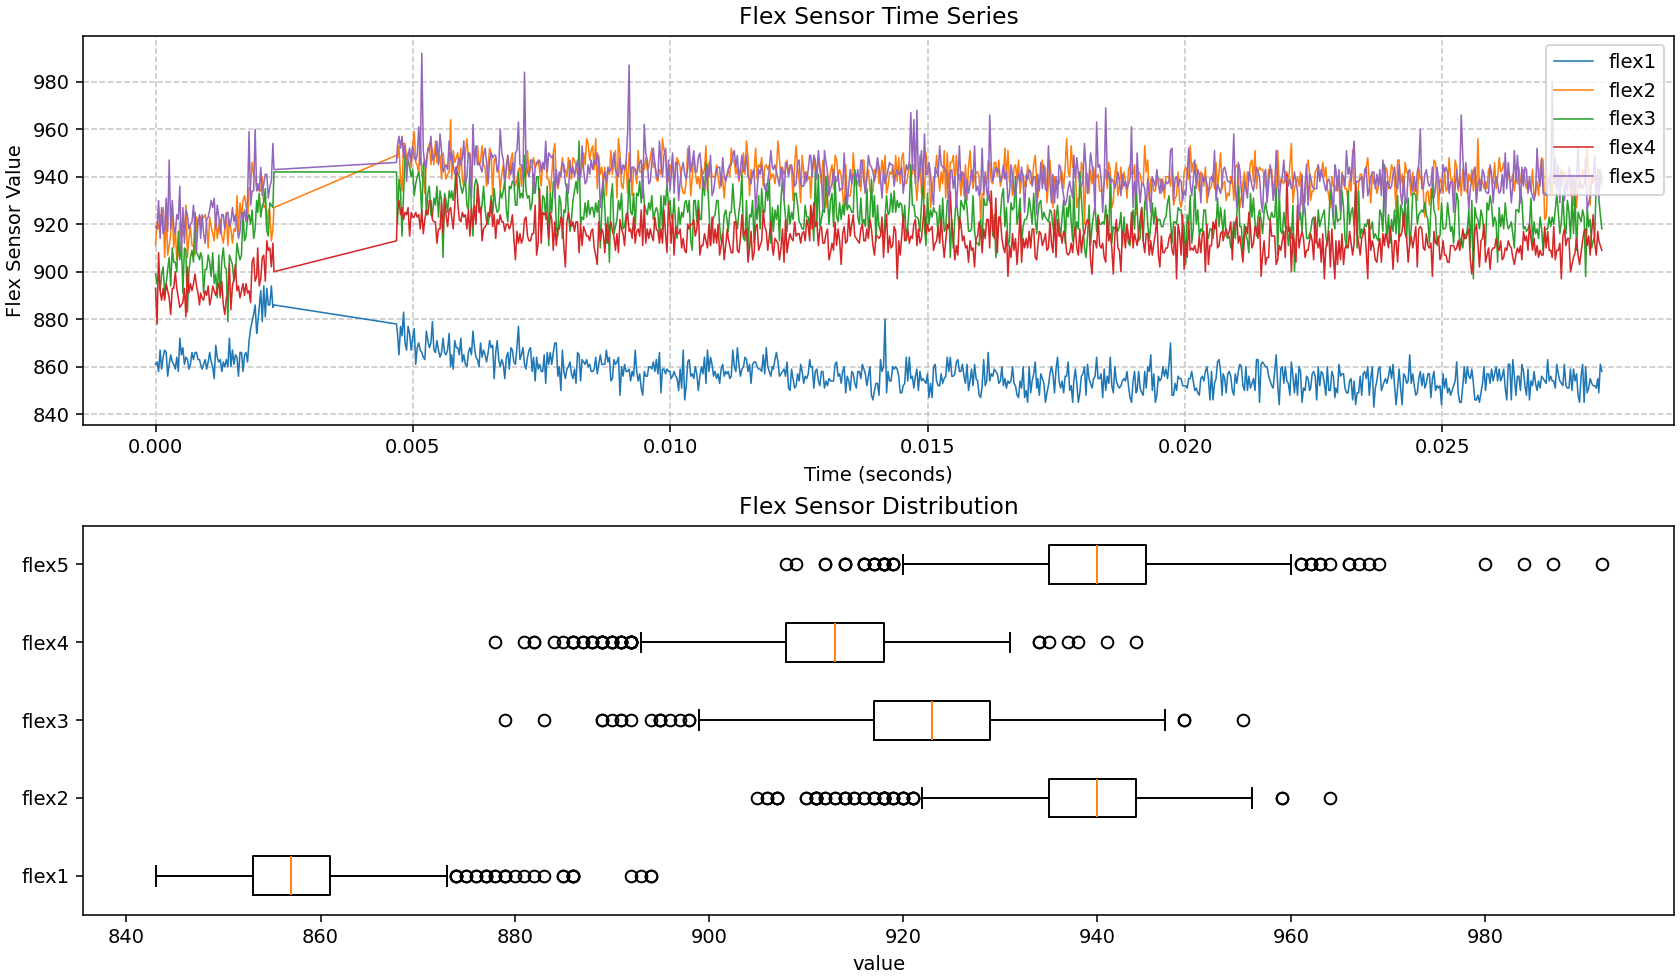 Flex Sensor Time Series
Flex Sensor Value
980
960
940
920
900
880
860
840
flex1
flex2
flex3
flex4
flex5
0.000 0.005 0.010 0.015 0.020 0.025
Time (seconds)
Flex Sensor Distribution
flex5
flex4
flex3
flex2
flex1
840 860 880 900 920 940 960 980
value